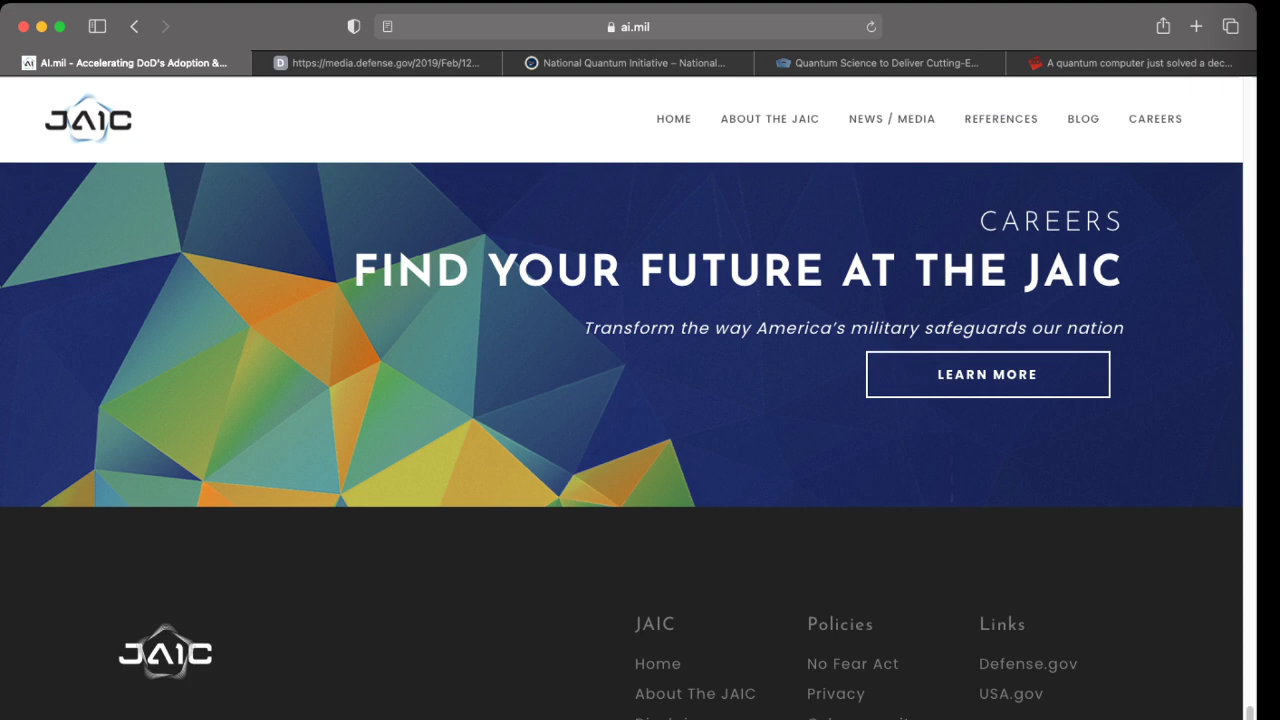 ai.mil
AI.mil - Accelerating DoD's Adoption &...
D https://media.defense.gov/2019/Feb/12...
National Quantum Initiative – National...
Quantum Science to Deliver Cutting-E...
A quantum computer just solved a dec...
JAIC
HOME ABOUT THE JAIC NEWS / MEDIA REFERENCES BLOG CAREERS
CAREERS
FIND YOUR FUTURE AT THE JAIC
Transform the way America's military safeguards our nation
LEARN MORE
JAIC
JAIC Policies Links
Home No Fear Act Defense.gov
About The JAIC Privacy USA.gov